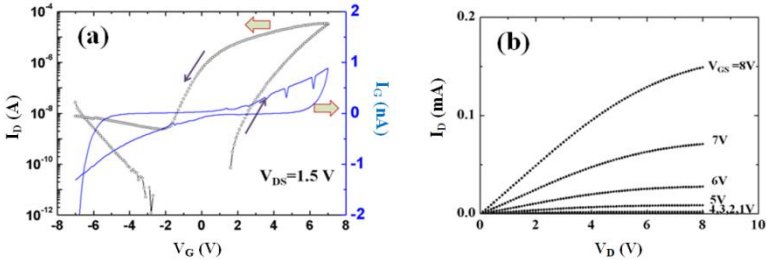 (a)
I_D (A)
10^-4
10^-6
10^-8
10^-10
10^-12
-8 -6 -4 -2 0 2 4 6 8
V_G (V)
2
1
0
-1
-2
I_G (nA)
V_DS=1.5 V
(b)
I_D (mA)
0.2
0.1
0.0
0 2 4 6 8 10
V_D (V)
V_GS =8V
7V
6V
5V
4,3,2,1V